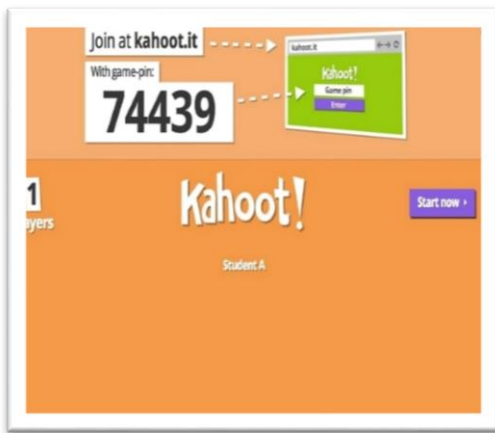 Join at kahoot.it
With game-pin:
74439
kahoot.it
Kahoot!
Game pin
Enter
1
ayers
Kahoot!
Start now ›
Student A